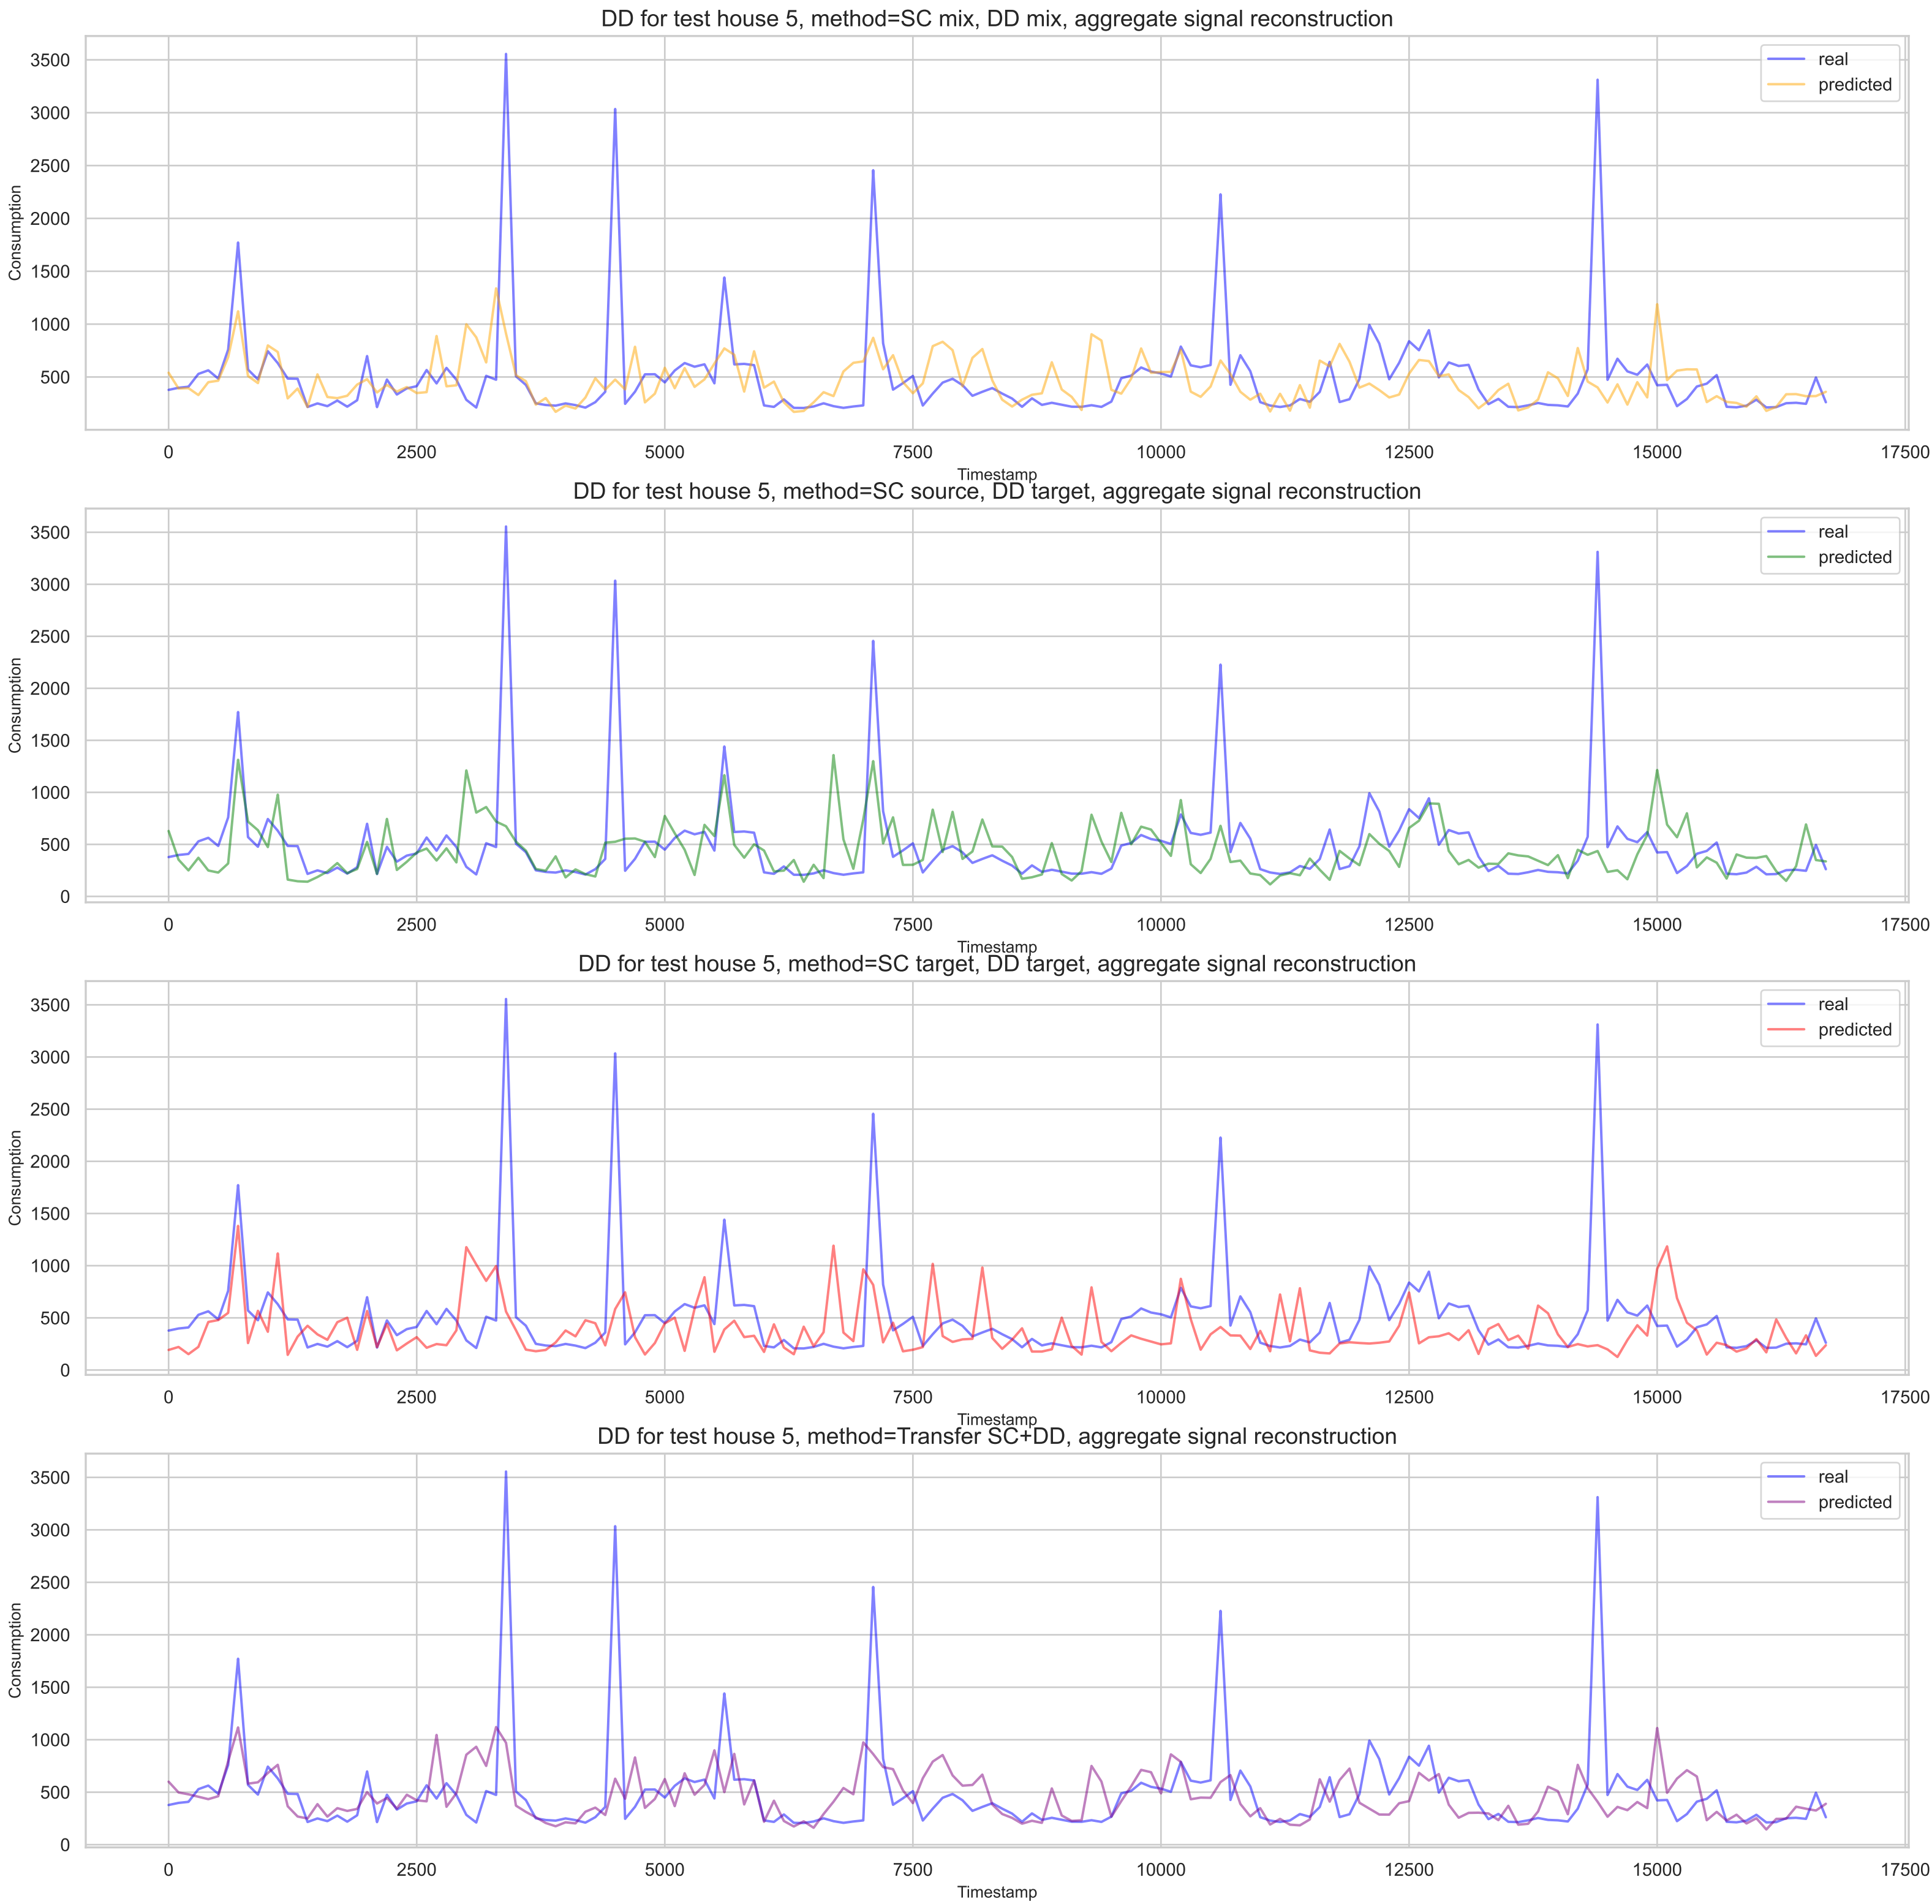 DD for test house 5, method=SC mix, DD mix, aggregate signal reconstruction
real
predicted
3500
3000
2500
2000
1500
1000
500
Consumption
0 2500 5000 7500 10000 12500 15000 17500
Timestamp
DD for test house 5, method=SC source, DD target, aggregate signal reconstruction
real
predicted
3500
3000
2500
2000
1500
1000
500
0
Consumption
0 2500 5000 7500 10000 12500 15000 17500
Timestamp
DD for test house 5, method=SC target, DD target, aggregate signal reconstruction
real
predicted
3500
3000
2500
2000
1500
1000
500
0
Consumption
0 2500 5000 7500 10000 12500 15000 17500
Timestamp
DD for test house 5, method=Transfer SC+DD, aggregate signal reconstruction
real
predicted
3500
3000
2500
2000
1500
1000
500
0
Consumption
0 2500 5000 7500 10000 12500 15000 17500
Timestamp